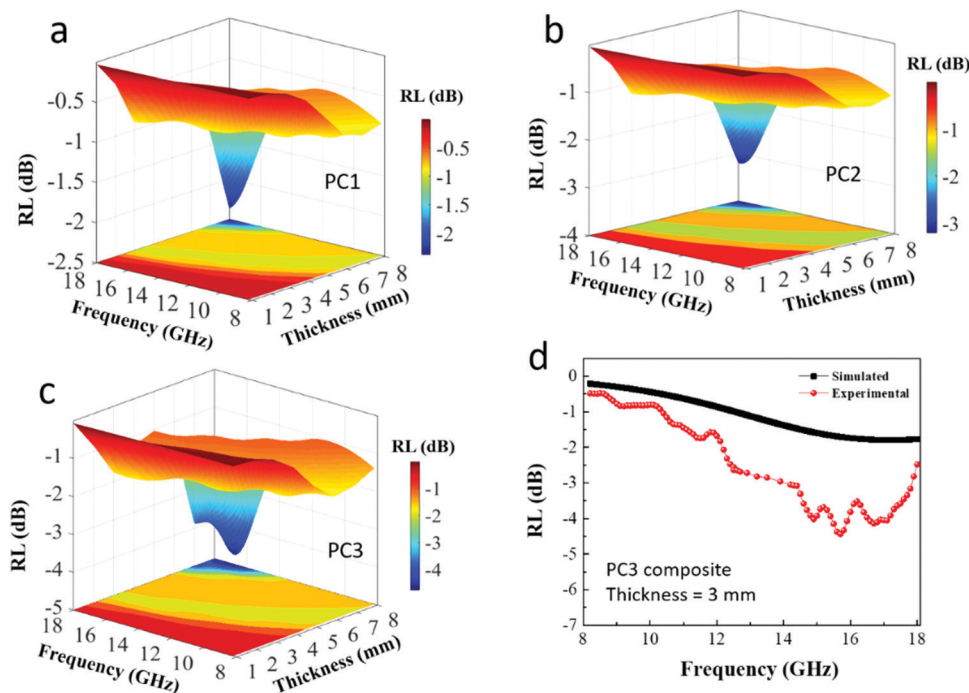 a
-0.5
-1
-1.5
-2
-2.5
RL (dB)
18
16
14
12
10
8
Frequency (GHz)
1 2 3 4 5 6 7 8
Thickness (mm)
PC1
RL (dB)
-0.5
-1
-1.5
-2
b
-1
-2
-3
-4
RL (dB)
18
16
14
12
10
8
Frequency (GHz)
1 2 3 4 5 6 7 8
Thickness (mm)
PC2
RL (dB)
-1
-2
-3
c
-1
-2
-3
-4
-5
RL (dB)
18
16
14
12
10
8
Frequency (GHz)
1 2 3 4 5 6 7 8
Thickness (mm)
PC3
RL (dB)
-1
-2
-3
-4
d
Simulated
Experimental
0
-1
-2
-3
-4
-5
-6
-7
RL (dB)
PC3 composite
Thickness = 3 mm
8 10 12 14 16 18
Frequency (GHz)